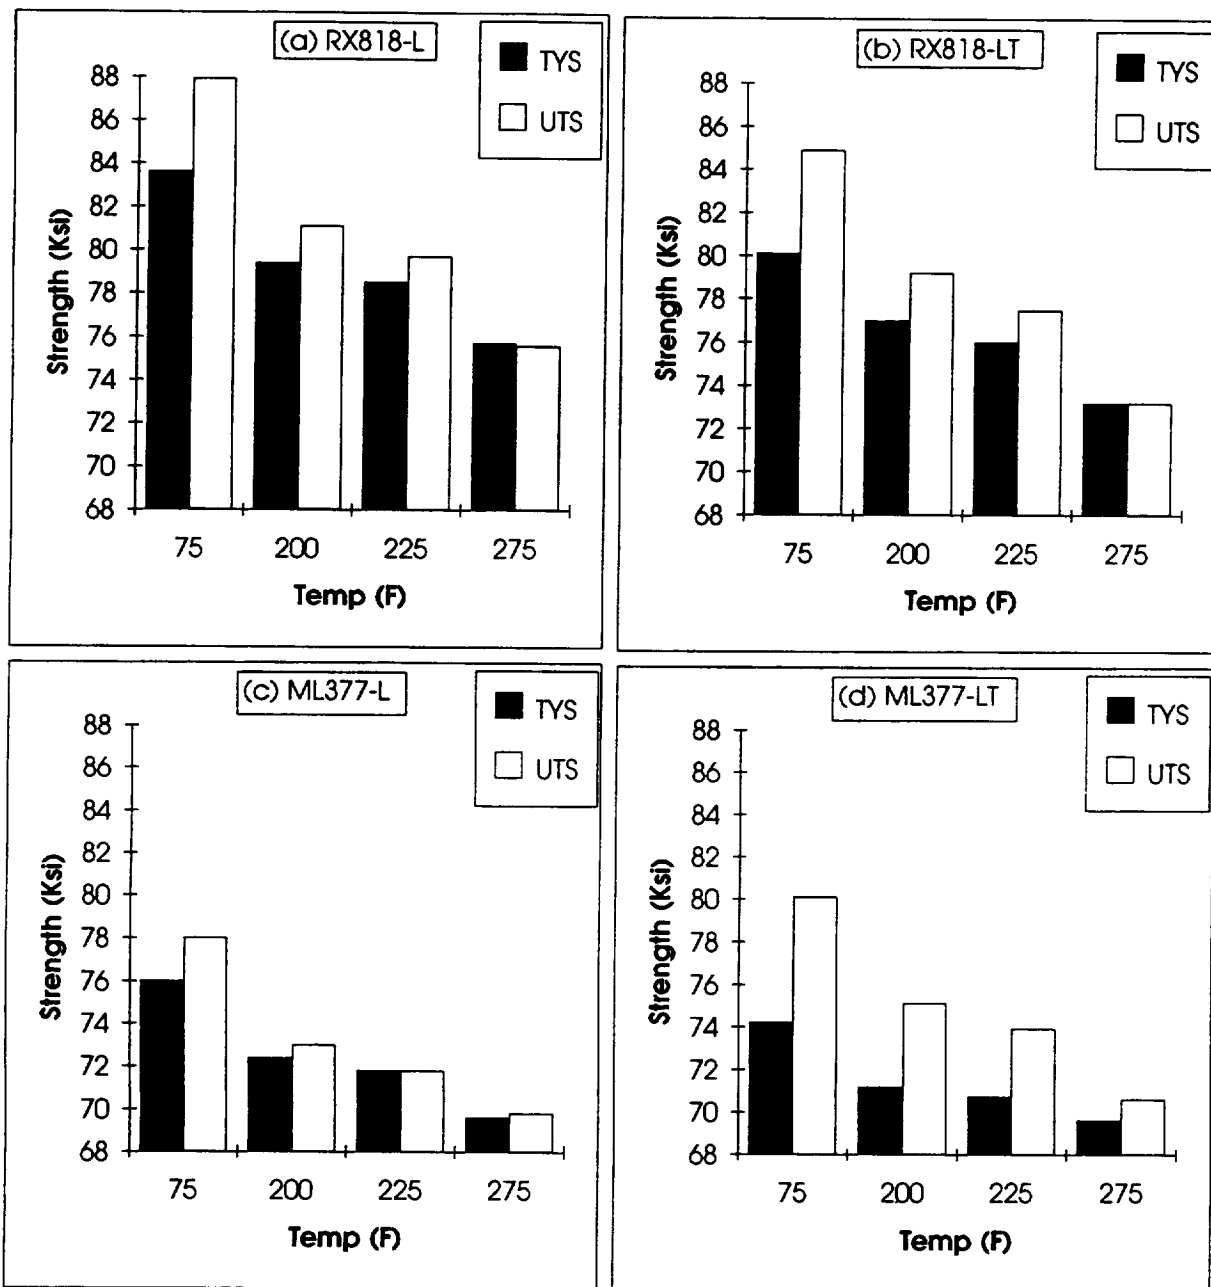 (a) RX818-L
TYS
UTS
88
86
84
82
80
78
76
74
72
70
68
Strength (Ksi)
75 200 225 275
Temp (F)
(b) RX818-LT
TYS
UTS
88
86
84
82
80
78
76
74
72
70
68
Strength (Ksi)
75 200 225 275
Temp (F)
(c) ML377-L
TYS
UTS
88
86
84
82
80
78
76
74
72
70
68
Strength (Ksi)
75 200 225 275
Temp (F)
(d) ML377-LT
TYS
UTS
88
86
84
82
80
78
76
74
72
70
68
Strength (Ksi)
75 200 225 275
Temp (F)